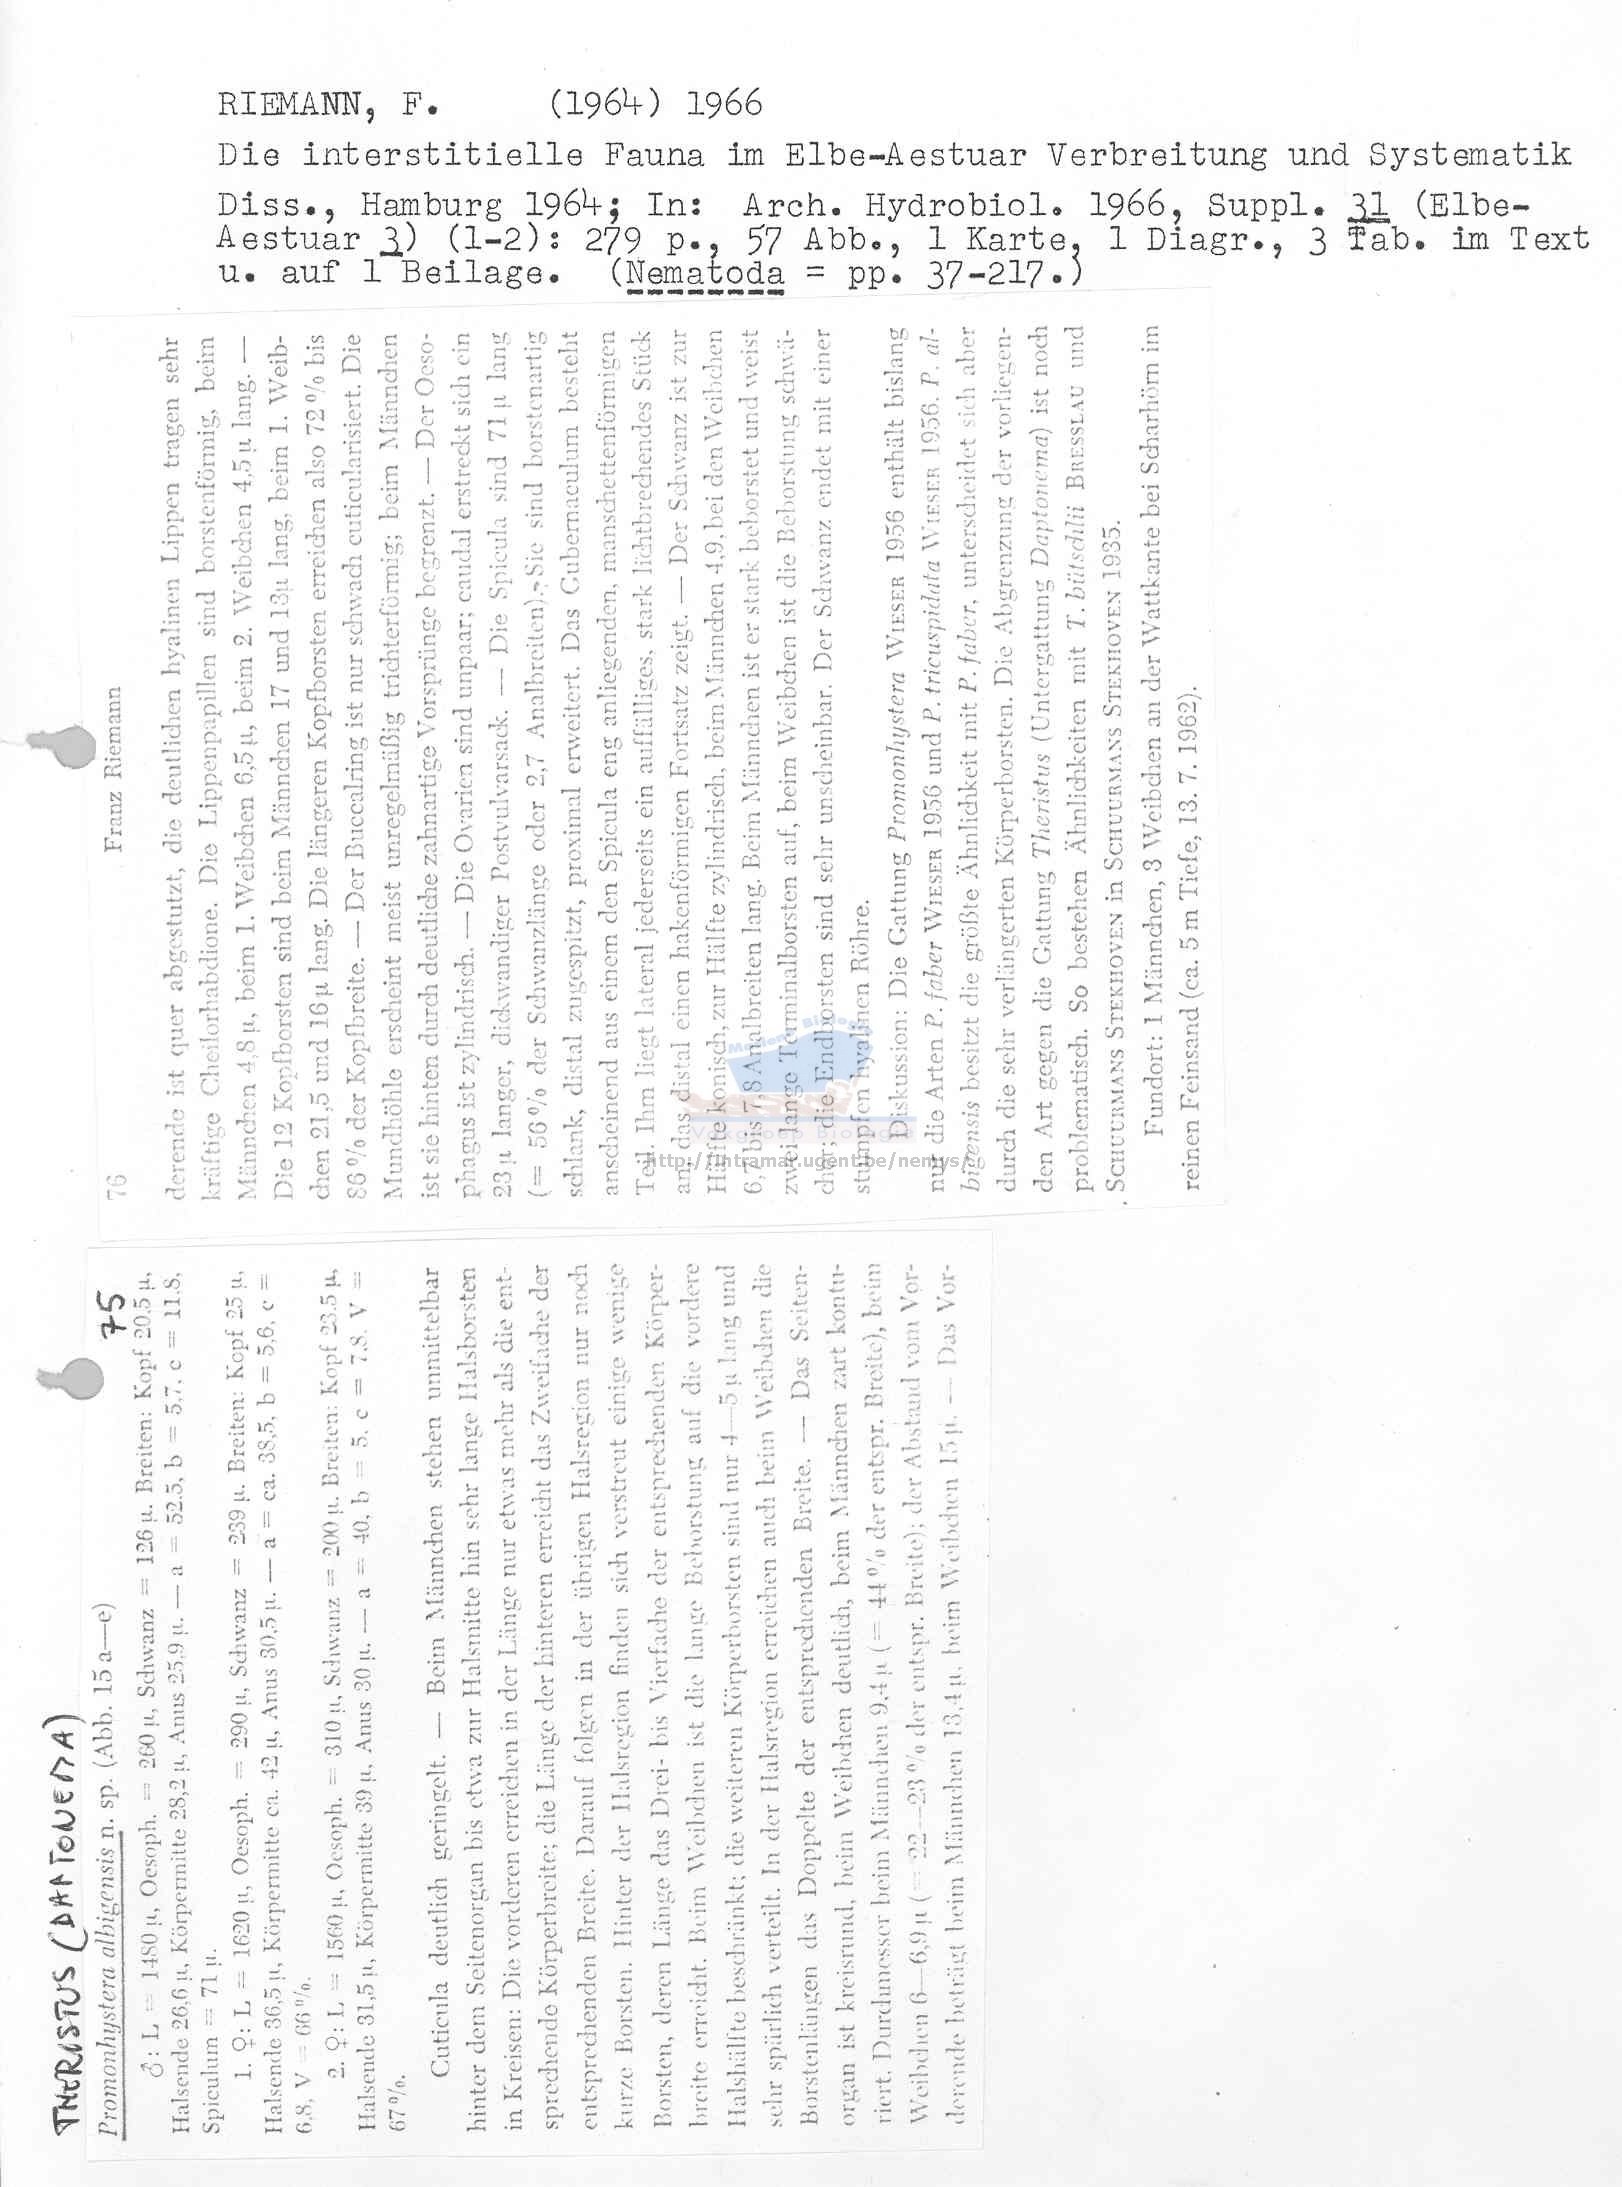 RIEMANN, F. (1964) 1966
Die interstitielle Fauna im Elbe-Aestuar Verbreitung und Systematik
Diss., Hamburg 1964; In: Arch. Hydrobiol. 1966, Suppl. 31 (Elbe-
Aestuar 3) (1-2): 279 p., 57 Abb., 1 Karte, 1 Diagr., 3 Tab. im Text
u. auf 1 Beilage. (Nematoda = pp. 37-217.)
THERISTUS (DAPTONEMA)
75
Promonhystera albigensis n. sp. (Abb. 15 a—e)
♂: L = 1480 µ, Oesoph. = 260 µ, Schwanz = 126 µ. Breiten: Kopf 20,5 µ,
Halsende 26,6 µ, Körpermitte 28,2 µ, Anus 25,9 µ. — a = 52,5, b = 5,7, c = 11,8,
Spiculum = 71 µ.
1. ♀: L = 1620 µ, Oesoph. = 290 µ, Schwanz = 239 µ. Breiten: Kopf 25 µ,
Halsende 36,5 µ, Körpermitte ca. 42 µ, Anus 30,5 µ. — a = ca. 38,5, b = 5,6, c =
6,8, V = 66 %.
2. ♀: L = 1560 µ, Oesoph. = 310 µ, Schwanz = 200 µ. Breiten: Kopf 23,5 µ,
Halsende 31,5 µ, Körpermitte 39 µ, Anus 30 µ. — a = 40, b = 5, c = 7,8, V =
67 %.
Cuticula deutlich geringelt. — Beim Männchen stehen unmittelbar
hinter dem Seitenorgan bis etwa zur Halsmitte hin sehr lange Halsborsten
in Kreisen: Die vorderen erreichen in der Länge nur etwas mehr als die ent-
sprechende Körperbreite; die Länge der hinteren erreicht das Zweifache der
entsprechenden Breite. Darauf folgen in der übrigen Halsregion nur noch
kurze Borsten. Hinter der Halsregion finden sich verstreut einige wenige
Borsten, deren Länge das Drei- bis Vierfache der entsprechenden Körper-
breite erreicht. Beim Weibchen ist die lange Beborstung auf die vordere
Halshälfte beschränkt; die weiteren Körperborsten sind nur 4—5 µ lang und
sehr spärlich verteilt. In der Halsregion erreichen auch beim Weibchen die
Borstenlängen das Doppelte der entsprechenden Breite. — Das Seiten-
organ ist kreisrund, beim Weibchen deutlich, beim Männchen zart kontu-
riert. Durchmesser beim Männchen 9,4 µ (= 44 % der entspr. Breite), beim
Weibchen 6—6,9 µ (= 22—23 % der entspr. Breite); der Abstand vom Vor-
derende beträgt beim Männchen 13,4 µ, beim Weibchen 15 µ. — Das Vor-
76 Franz Riemann
derende ist quer abgestutzt, die deutlichen hyalinen Lippen tragen sehr
kräftige Cheilorhabdione. Die Lippenpapillen sind borstenförmig, beim
Männchen 4,8 µ, beim 1. Weibchen 6,5 µ, beim 2. Weibchen 4,5 µ lang. —
Die 12 Kopfborsten sind beim Männchen 17 und 13 µ lang, beim 1. Weib-
chen 21,5 und 16 µ lang. Die längeren Kopfborsten erreichen also 72 % bis
86 % der Kopfbreite. — Der Buccalring ist nur schwach cuticularisiert. Die
Mundhöhle erscheint meist unregelmäßig trichterförmig; beim Männchen
ist sie hinten durch deutliche zahnartige Vorsprünge begrenzt. — Der Oeso-
phagus ist zylindrisch. — Die Ovarien sind unpaar; caudal erstreckt sich ein
23 µ langer, dickwandiger Postvulvarsack. — Die Spicula sind 71 µ lang
(= 56 % der Schwanzlänge oder 2,7 Analbreiten). Sie sind borstenartig
schlank, distal zugespitzt, proximal erweitert. Das Gubernaculum besteht
anscheinend aus einem den Spicula eng anliegenden, manschettenförmigen
Teil. Ihm liegt lateral jederseits ein auffälliges, stark lichtbrechendes Stück
an, das distal einen hakenförmigen Fortsatz zeigt. — Der Schwanz ist zur
Hälfte konisch, zur Hälfte zylindrisch, beim Männchen 4,9, bei den Weibchen
6,7 bis 7,8 Analbreiten lang. Beim Männchen ist er stark beborstet und weist
zwei lange Terminalborsten auf, beim Weibchen ist die Beborstung schwä-
cher; die Endborsten sind sehr unscheinbar. Der Schwanz endet mit einer
stumpfen hyalinen Röhre.
Diskussion: Die Gattung Promonhystera WIESER 1956 enthält bislang
nur die Arten P. faber WIESER 1956 und P. tricuspidata WIESER 1956. P. al-
bigensis besitzt die größte Ähnlichkeit mit P. faber, unterscheidet sich aber
durch die sehr verlängerten Körperborsten. Die Abgrenzung der vorliegen-
den Art gegen die Gattung Theristus (Untergattung Daptonema) ist noch
problematisch. So bestehen Ähnlichkeiten mit T. bütschlii BRESSLAU und
SCHUURMANS STEKHOVEN in SCHUURMANS STEKHOVEN 1935.
Fundort: 1 Männchen, 3 Weibchen an der Wattkante bei Scharhörn im
reinen Feinsand (ca. 5 m Tiefe, 13. 7. 1962).
Mariene Biologie
Vakgroep Biologie
http://intramar.ugent.be/nemys/